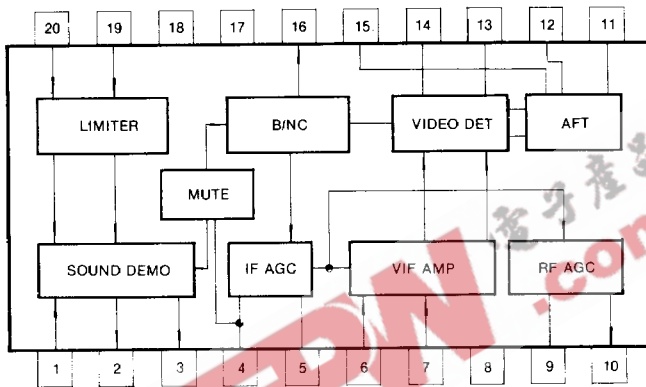 20 19 18 17 16 15 14 13 12 11
LIMITER B/NC VIDEO DET AFT
MUTE
SOUND DEMO IF AGC VIF AMP RF AGC
1 2 3 4 5 6 7 8 9 10
.com